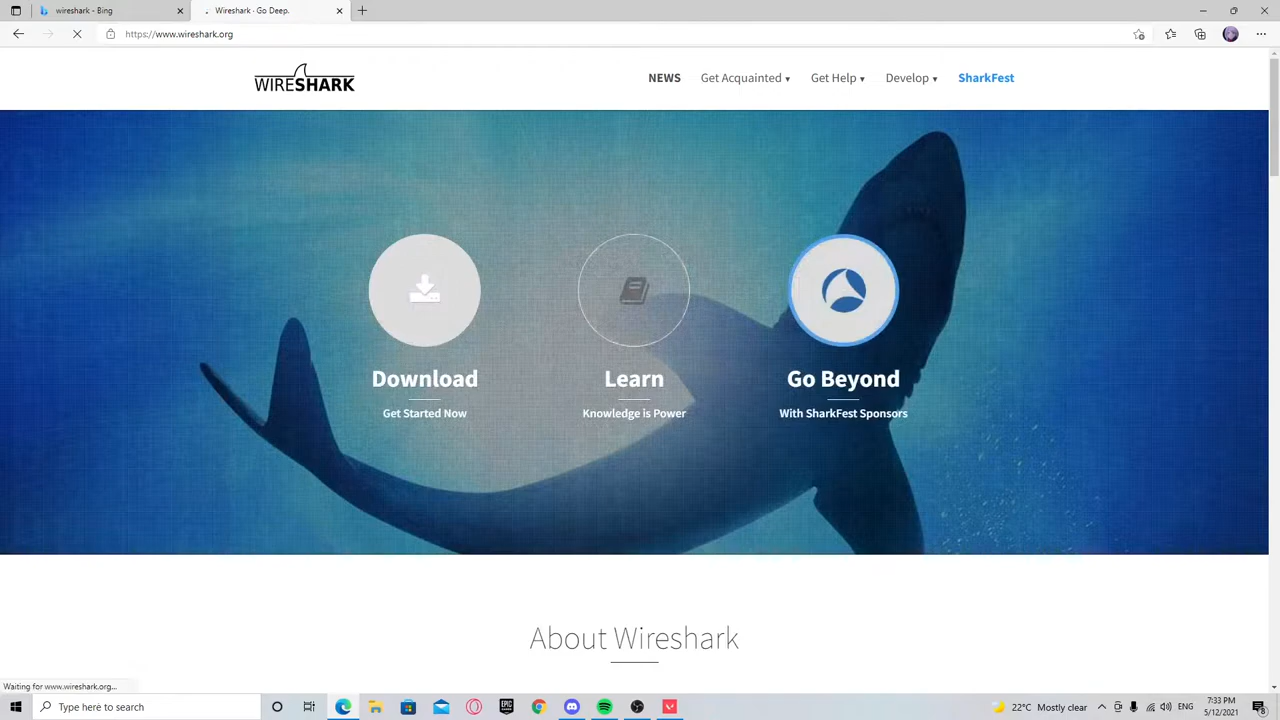 wireshark - Bing
Wireshark · Go Deep.
https://www.wireshark.org
WIRESHARK
NEWS
Get Acquainted ▾
Get Help ▾
Develop ▾
SharkFest
Download
Get Started Now
Learn
Knowledge is Power
Go Beyond
With SharkFest Sponsors
About Wireshark
Waiting for www.wireshark.org...
Type here to search
EPIC GAMES
22°C Mostly clear
ENG
7:33 PM
5/12/2021